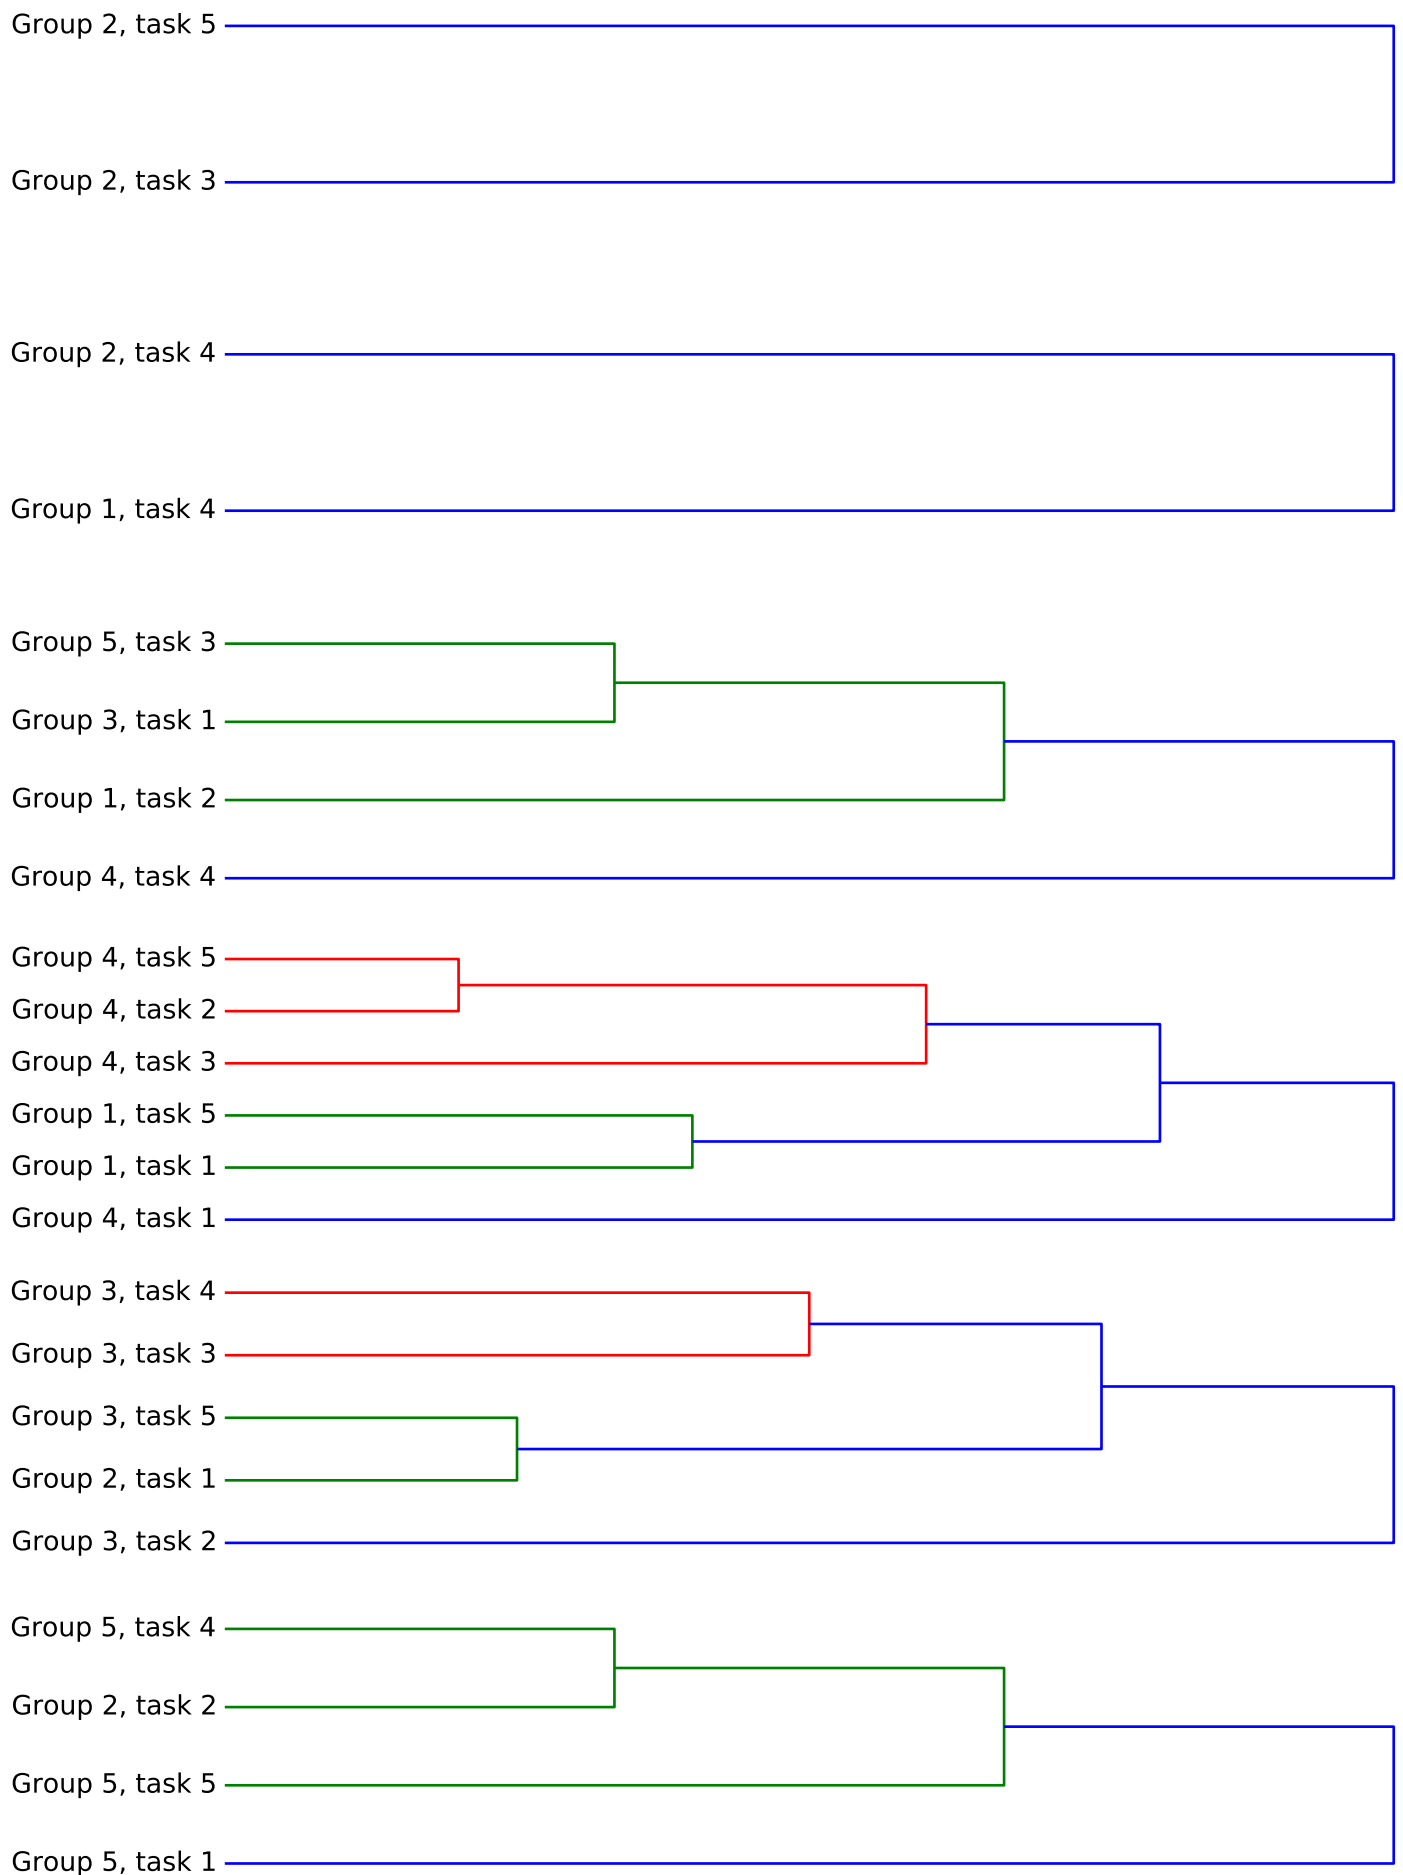 Group 2, task 5
Group 2, task 3
Group 2, task 4
Group 1, task 4
Group 5, task 3
Group 3, task 1
Group 1, task 2
Group 4, task 4
Group 4, task 5
Group 4, task 2
Group 4, task 3
Group 1, task 5
Group 1, task 1
Group 4, task 1
Group 3, task 4
Group 3, task 3
Group 3, task 5
Group 2, task 1
Group 3, task 2
Group 5, task 4
Group 2, task 2
Group 5, task 5
Group 5, task 1